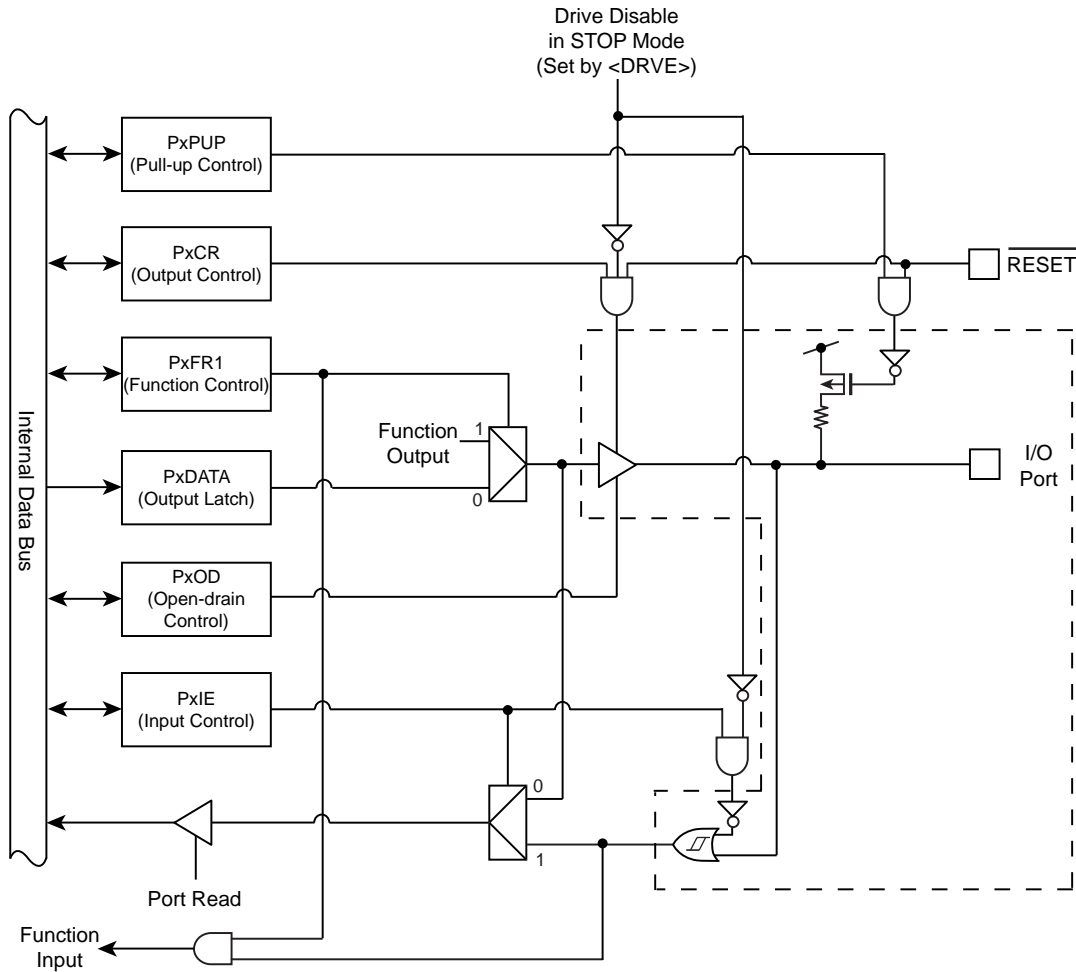 Drive Disable
in STOP Mode
(Set by <DRVE>)
PxPUP
(Pull-up Control)
PxCR
(Output Control)
RESET
PxFR1
(Function Control)
Internal Data Bus
Function
Output
1
0
PxDATA
(Output Latch)
I/O
Port
PxOD
(Open-drain
Control)
PxIE
(Input Control)
0
1
Port Read
Function
Input